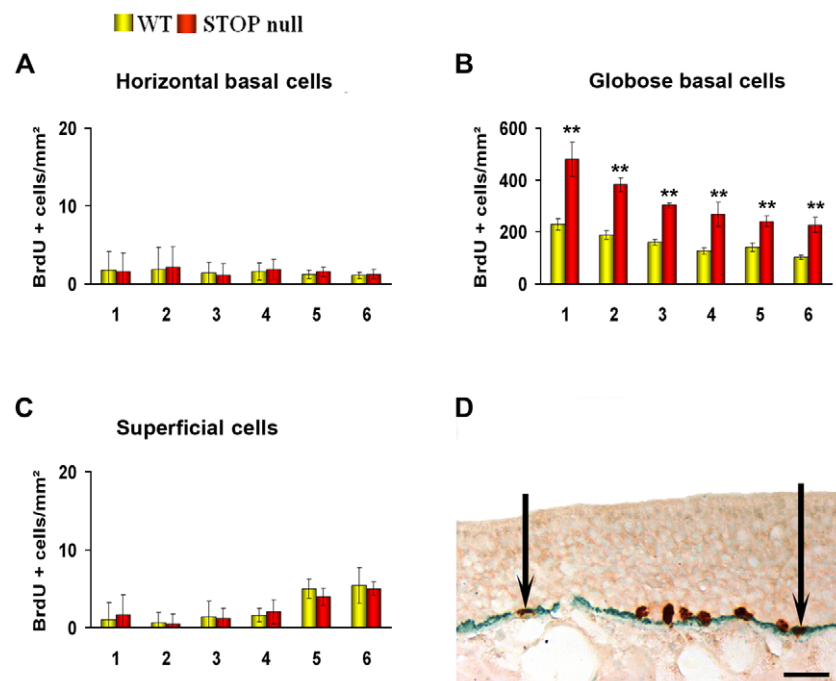 WT STOP null
A
Horizontal basal cells
BrdU + cells/mm²
20
10
0
1 2 3 4 5 6
B
Globose basal cells
BrdU + cells/mm²
600
400
200
0
** ** ** ** ** **
1 2 3 4 5 6
C
Superficial cells
BrdU + cells/mm²
20
10
0
1 2 3 4 5 6
D